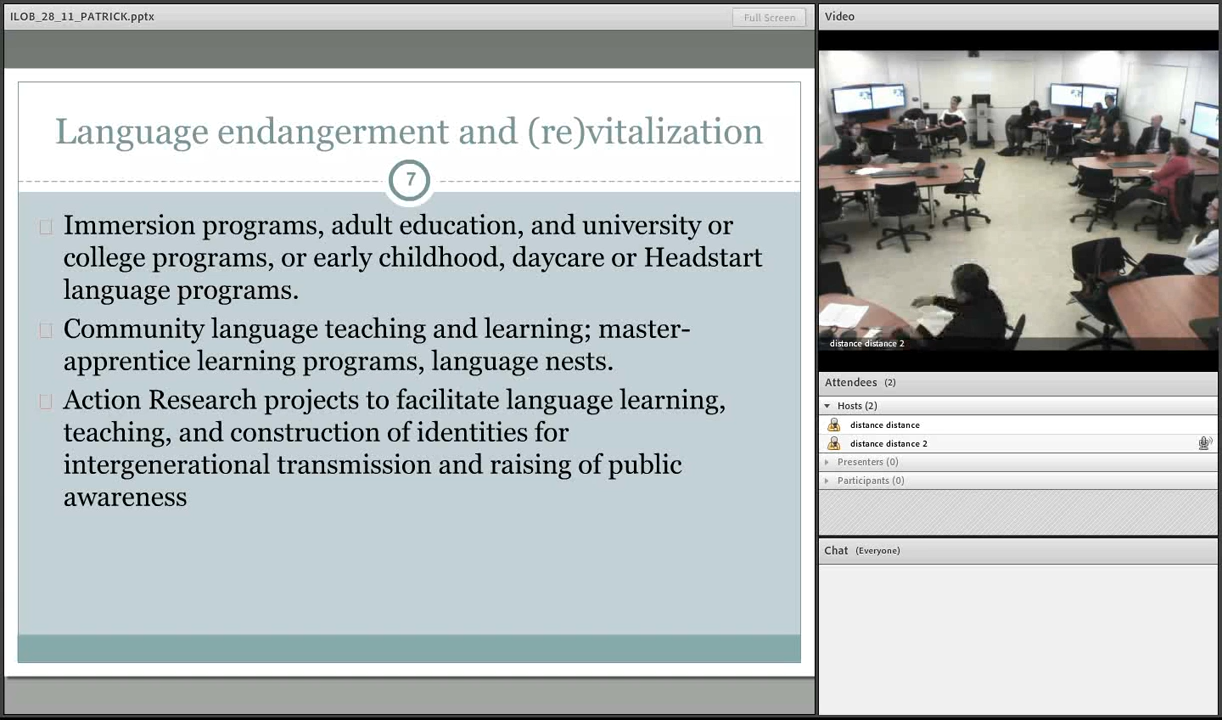 ILOB_28_11_PATRICK.pptx
Full Screen
Language endangerment and (re)vitalization
7
Immersion programs, adult education, and university or
college programs, or early childhood, daycare or Headstart
language programs.
Community language teaching and learning; master-
apprentice learning programs, language nests.
Action Research projects to facilitate language learning,
teaching, and construction of identities for
intergenerational transmission and raising of public
awareness
Video
distance distance 2
Attendees (2)
Hosts (2)
distance distance
distance distance 2
Presenters (0)
Participants (0)
Chat (Everyone)